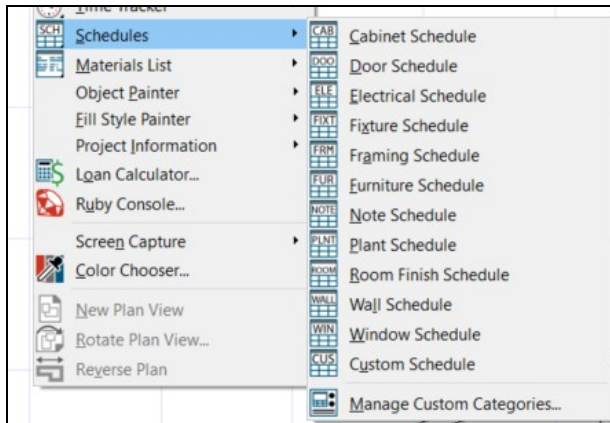 Time Tracker
Schedules
Materials List
Object Painter
Fill Style Painter
Project Information
Loan Calculator...
Ruby Console...
Screen Capture
Color Chooser...
New Plan View
Rotate Plan View...
Reverse Plan
SCH
CAB Cabinet Schedule
DOO Door Schedule
ELE Electrical Schedule
FIXT Fixture Schedule
FRM Framing Schedule
FUR Furniture Schedule
NOTE Note Schedule
PLNT Plant Schedule
ROOM Room Finish Schedule
WALL Wall Schedule
WIN Window Schedule
CUS Custom Schedule
Manage Custom Categories...